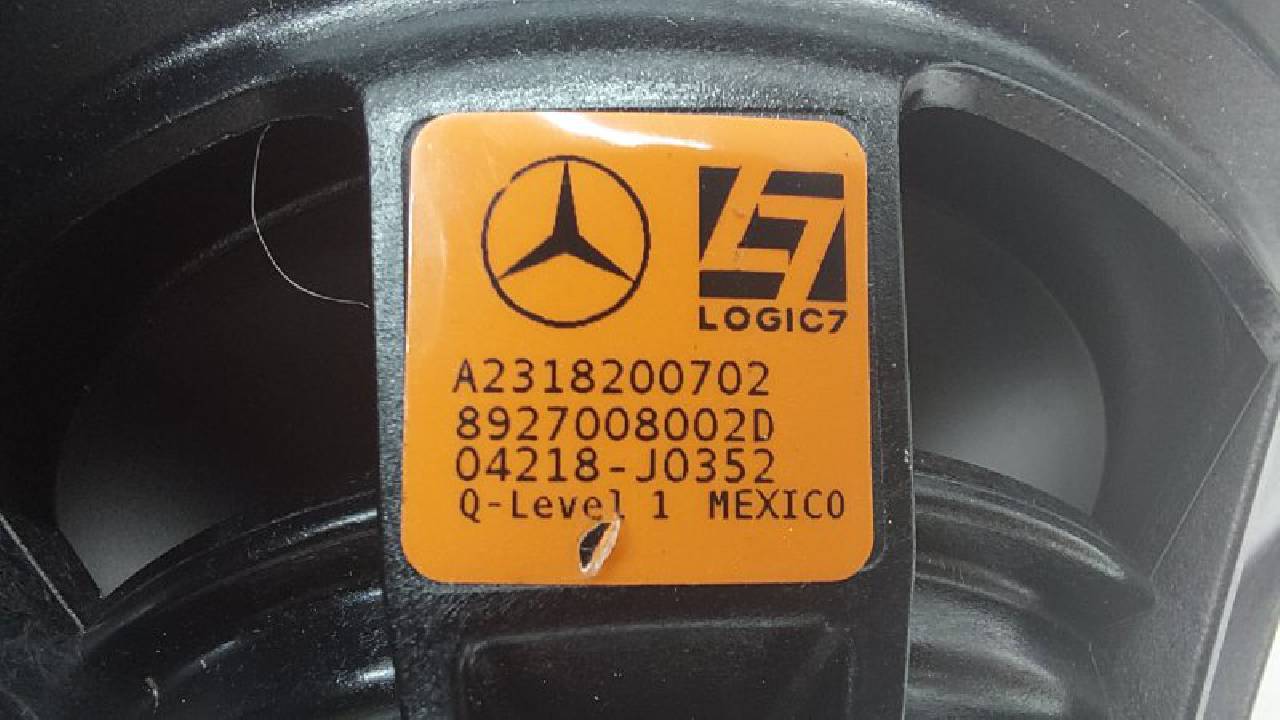 LOGIC7
A2318200702
8927008002D
04218-J0352
Q-Level 1 MEXICO